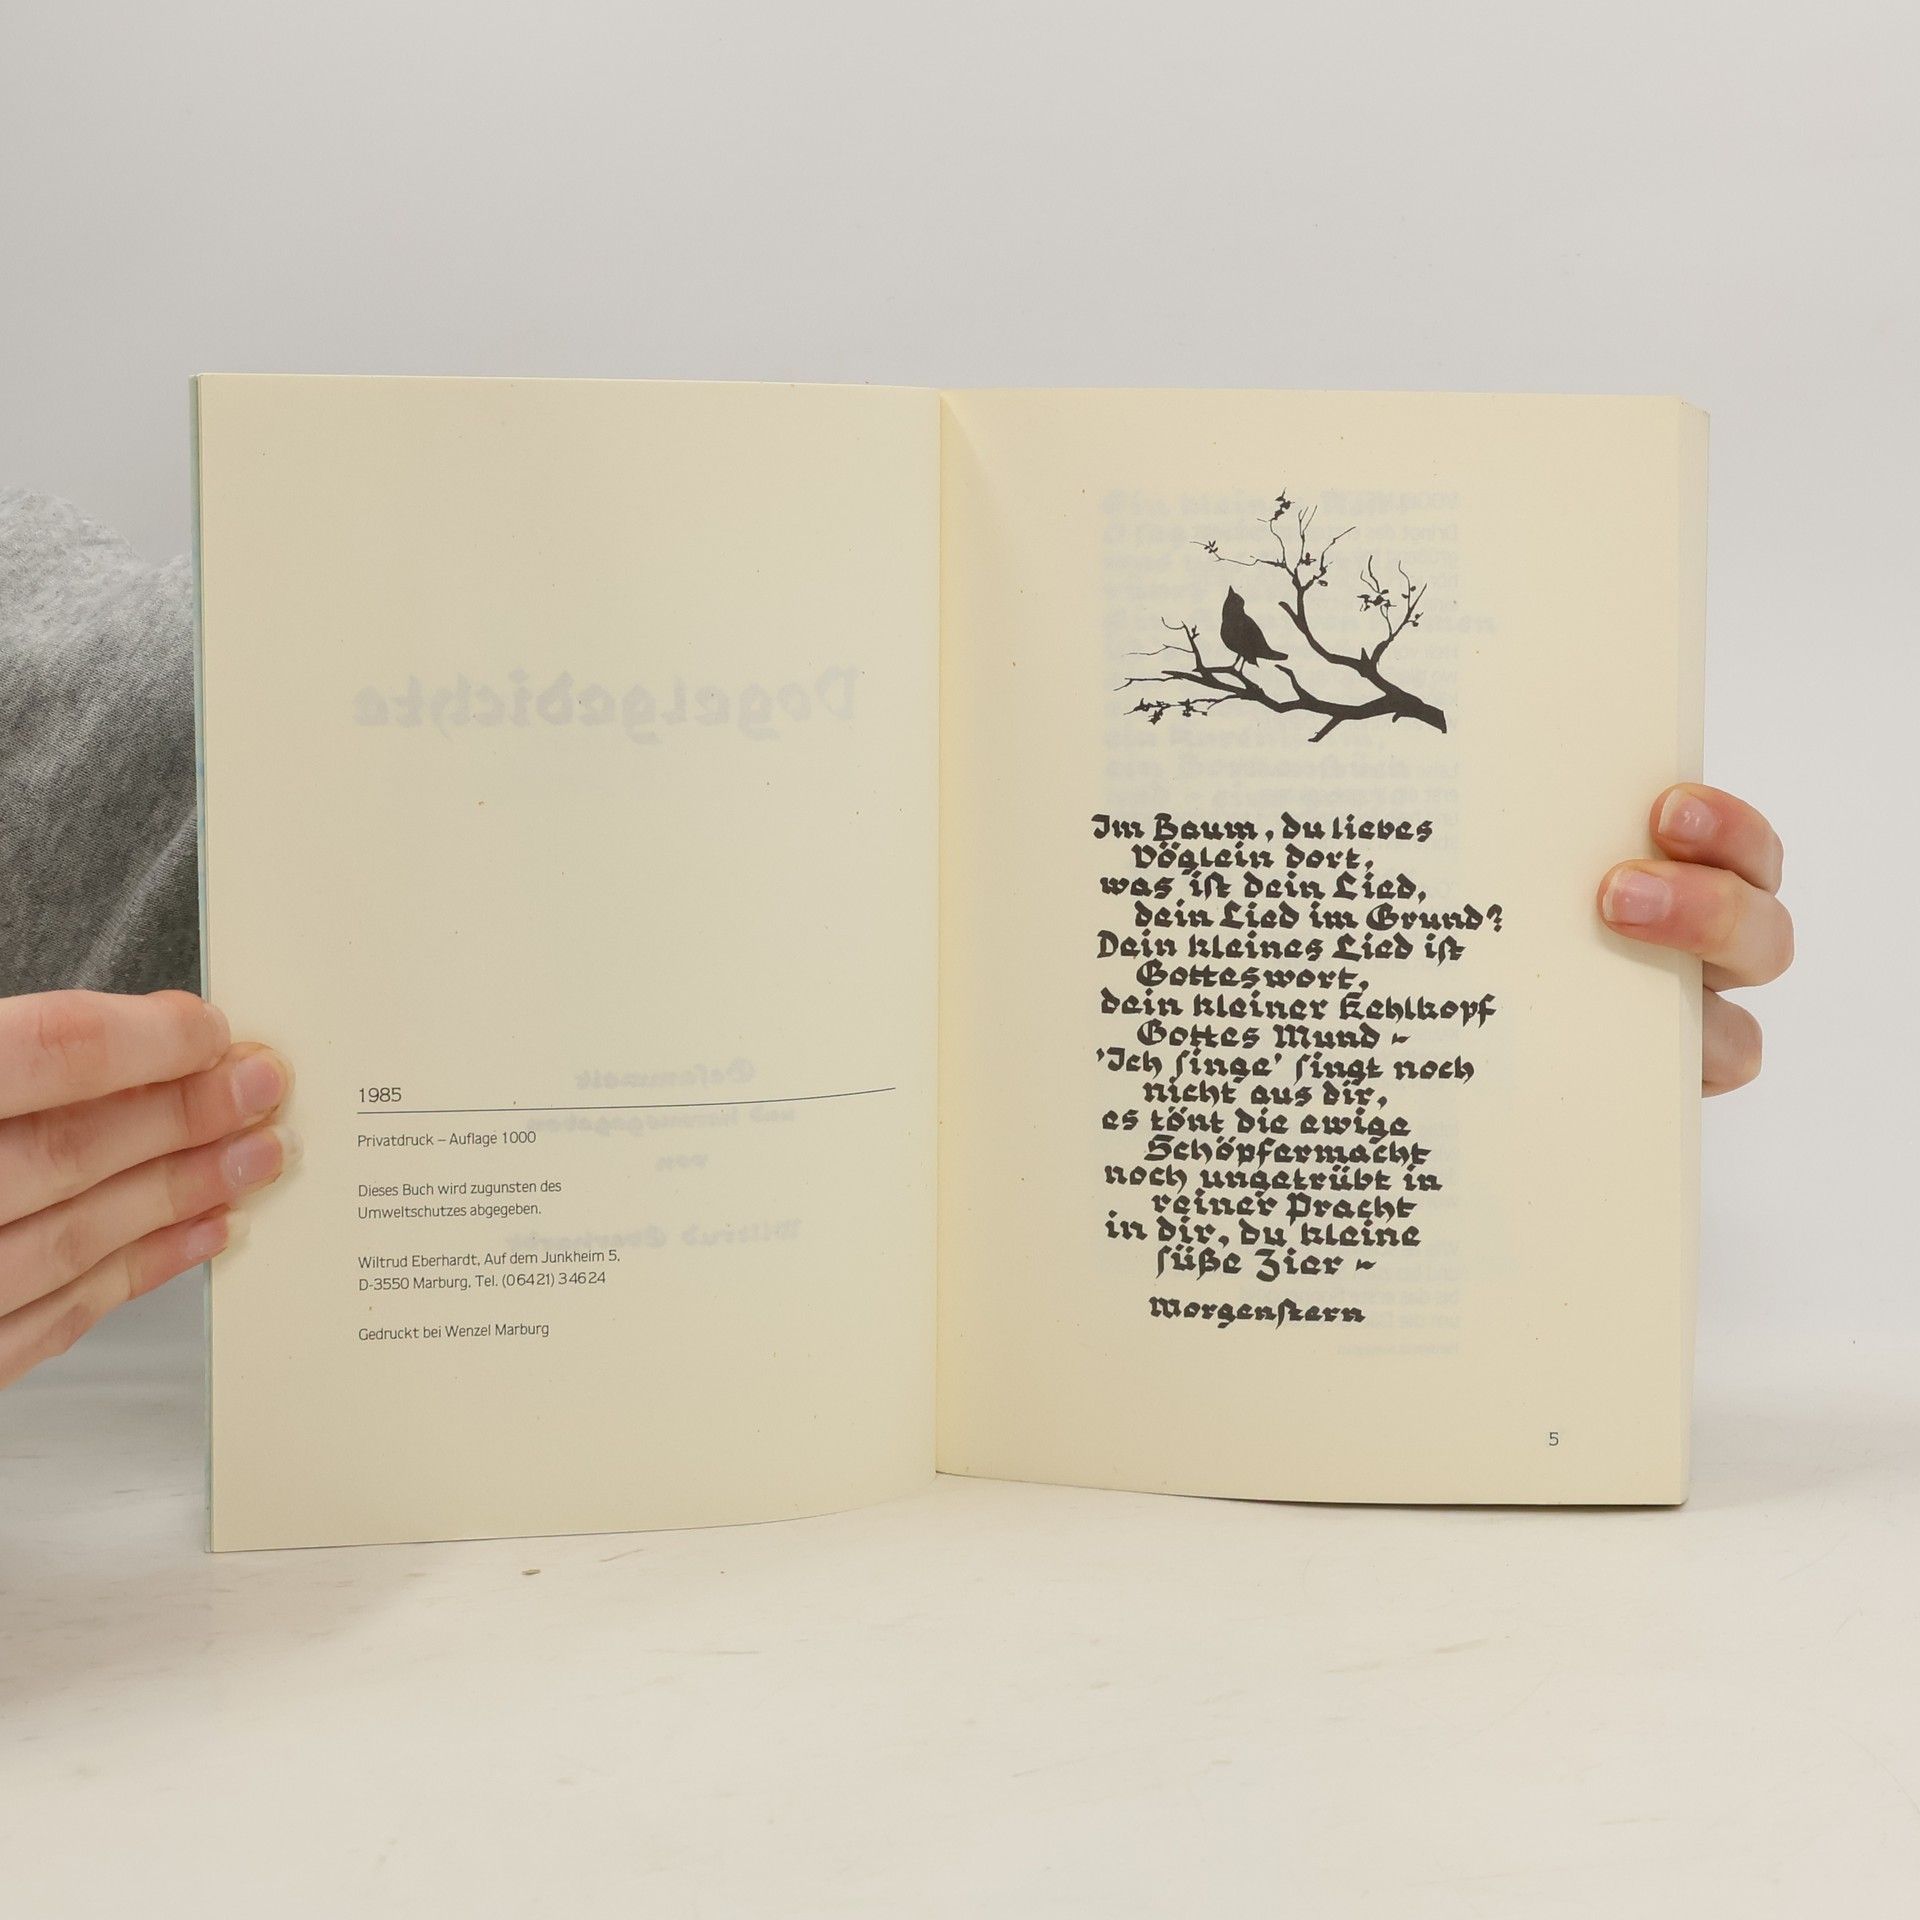 1985
Privatdruck – Auflage 1000
Dieses Buch wird zugunsten des
Umweltschutzes abgegeben.
Wiltrud Eberhardt, Auf dem Junkheim 5,
D-3550 Marburg, Tel. (06421) 34624
Gedruckt bei Wenzel Marburg
Im Baum, du liebes
Vöglein dort,
was ist dein Lied,
dein Lied im Grund?
Dein kleines Lied ist
Gotteswort,
dein kleiner Kehlkopf
Gottes Mund -
'Ich singe' singt noch
nicht aus dir,
es tönt die ewige
Schöpfermacht
noch ungetrübt in
reiner Pracht
in dir, du kleine
süße Zier -
Morgenstern
5